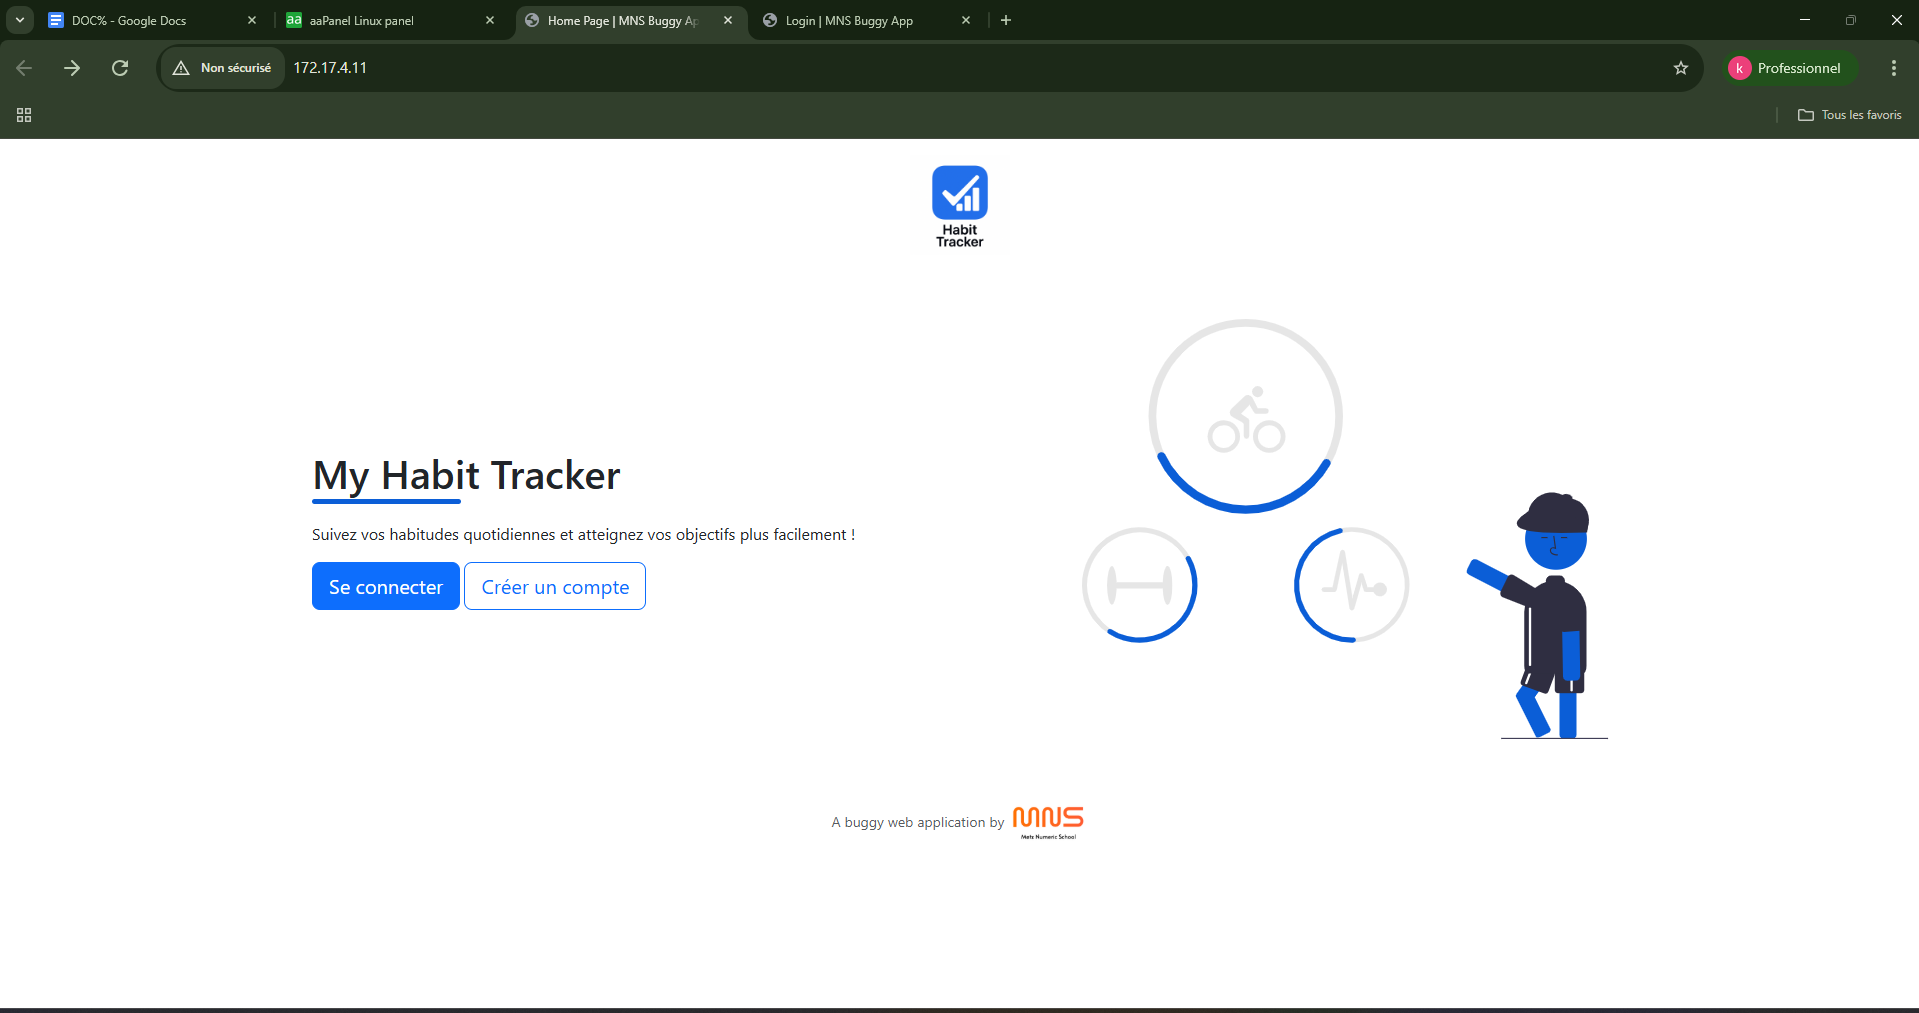 DOC% - Google Docs
aaPanel Linux panel
Home Page | MNS Buggy Ap
Login | MNS Buggy App
Non sécurisé
172.17.4.11
k
Professionnel
Tous les favoris
Habit
Tracker
My Habit Tracker
Suivez vos habitudes quotidiennes et atteignez vos objectifs plus facilement !
Se connecter
Créer un compte
A buggy web application by
MNS
Metz Numeric School